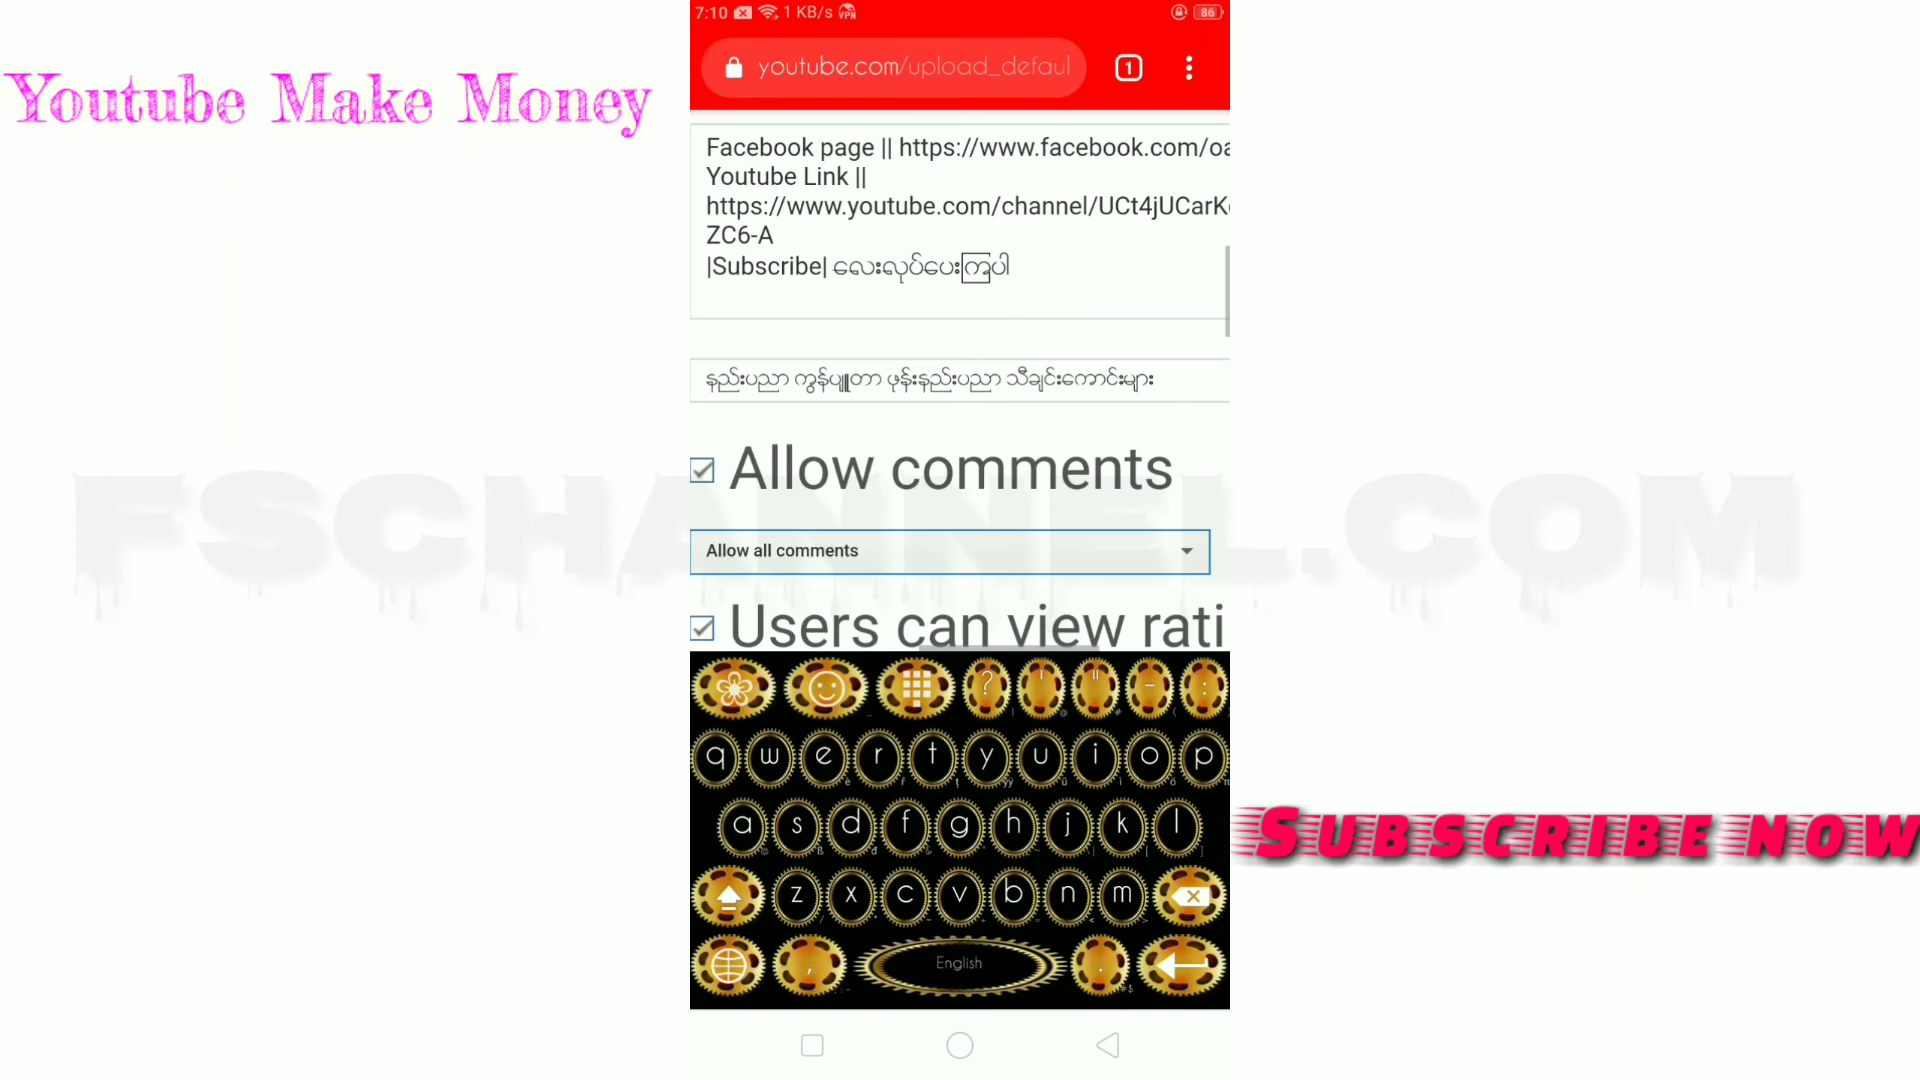 Youtube Make Money
7:10 1 KB/s VPN 86
youtube.com/upload_defaul
1
Facebook page || https://www.facebook.com/oa
Youtube Link ||
https://www.youtube.com/channel/UCt4jUCarK
ZC6-A
|Subscribe| လေးလုပ်ပေးကြပါ
နည်းပညာ ကွန်ပျူတာ ဖုန်းနည်းပညာ သီချင်းကောင်းများ
Allow comments
FSCHANNEL.COM
Allow all comments
Users can view rati
? ' " - :
q w e r t y u i o p
a s d f g h j k l
SUBSCRIBE NOW
z x c v b n m
, English .